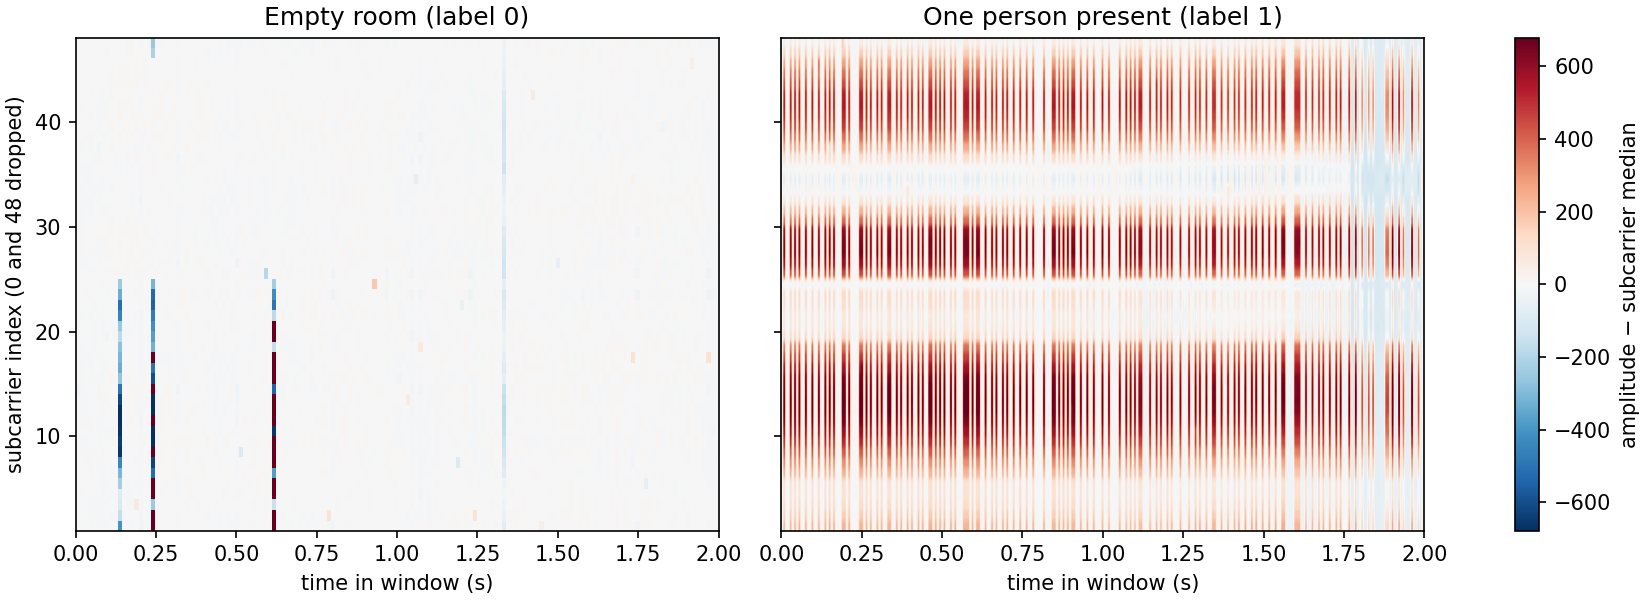 Empty room (label 0)
One person present (label 1)
subcarrier index (0 and 48 dropped)
40
30
20
10
0.00 0.25 0.50 0.75 1.00 1.25 1.50 1.75 2.00
time in window (s)
0.00 0.25 0.50 0.75 1.00 1.25 1.50 1.75 2.00
time in window (s)
600
400
200
0
−200
−400
−600
amplitude − subcarrier median